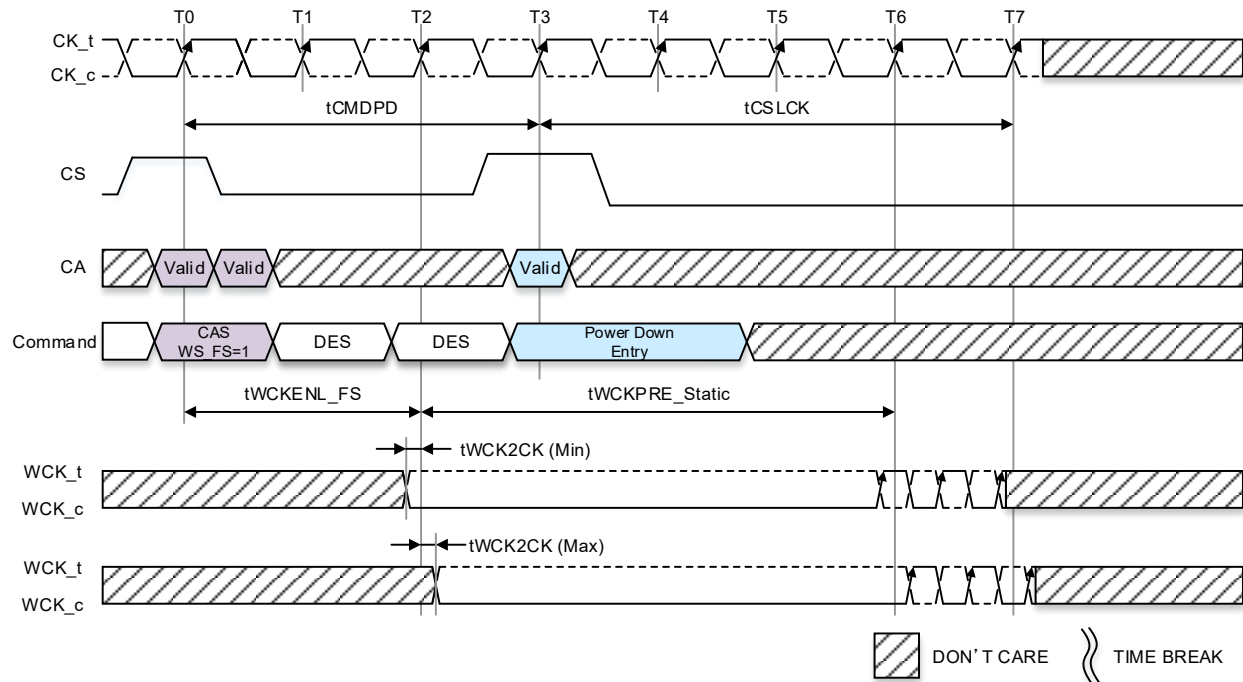 T0 T1 T2 T3 T4 T5 T6 T7
CK_t
CK_c
tCMDPD tCSLCK
CS
CA Valid Valid Valid
Command CAS WS_FS=1 DES DES Power Down Entry
tWCKENL_FS tWCKPRE_Static
tWCK2CK (Min)
WCK_t
WCK_c
tWCK2CK (Max)
WCK_t
WCK_c
DON'T CARE TIME BREAK